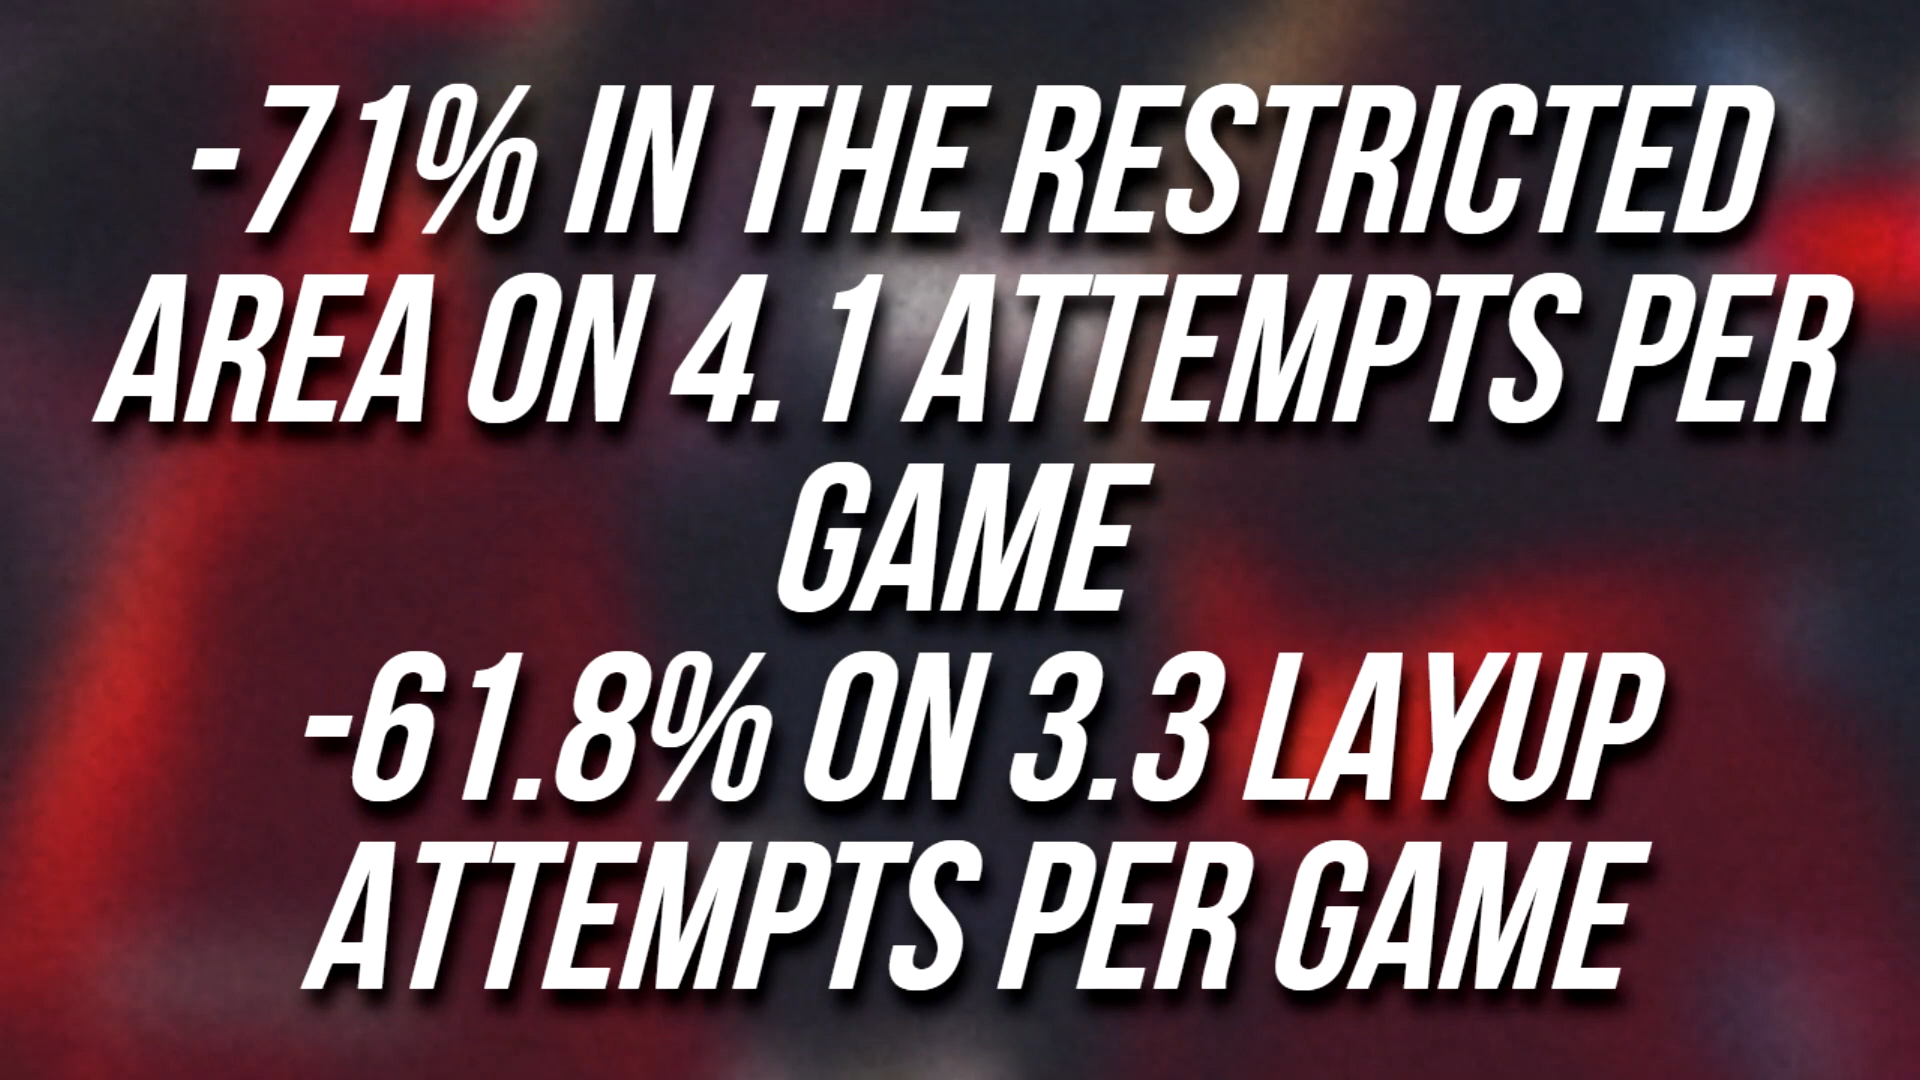 -71% IN THE RESTRICTED
AREA ON 4.1 ATTEMPTS PER
GAME
-61.8% ON 3.3 LAYUP
ATTEMPTS PER GAME